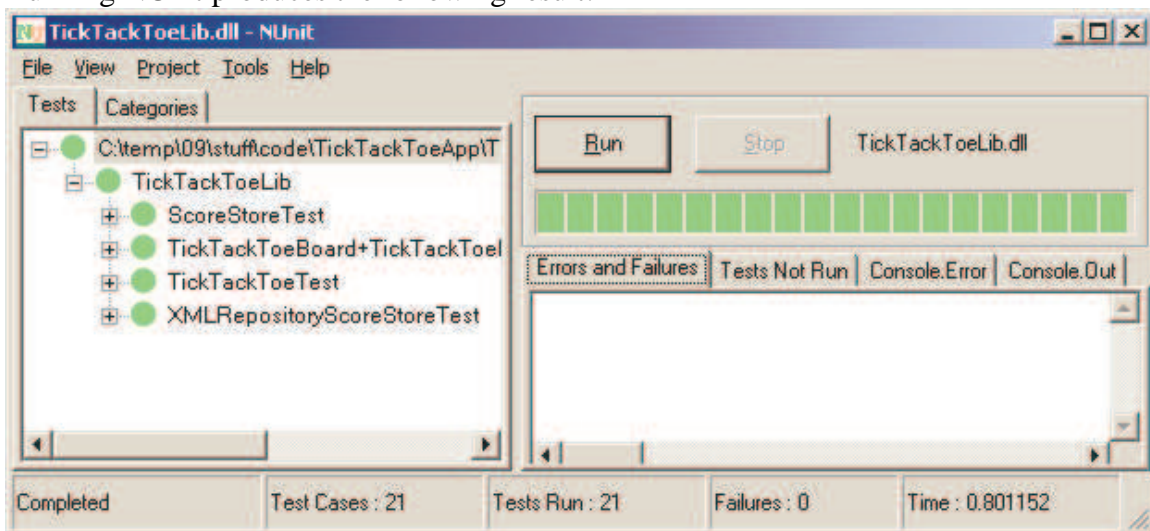 TickTackToeLib.dll - NUnit
File View Project Tools Help
Tests Categories
C:\temp\09\stuff\code\TickTackToeApp\T
TickTackToeLib
ScoreStoreTest
TickTackToeBoard+TickTackToeI
TickTackToeTest
XMLRepositoryScoreStoreTest
Run Stop TickTackToeLib.dll
Errors and Failures Tests Not Run Console.Error Console.Out
Completed Test Cases : 21 Tests Run : 21 Failures : 0 Time : 0.801152